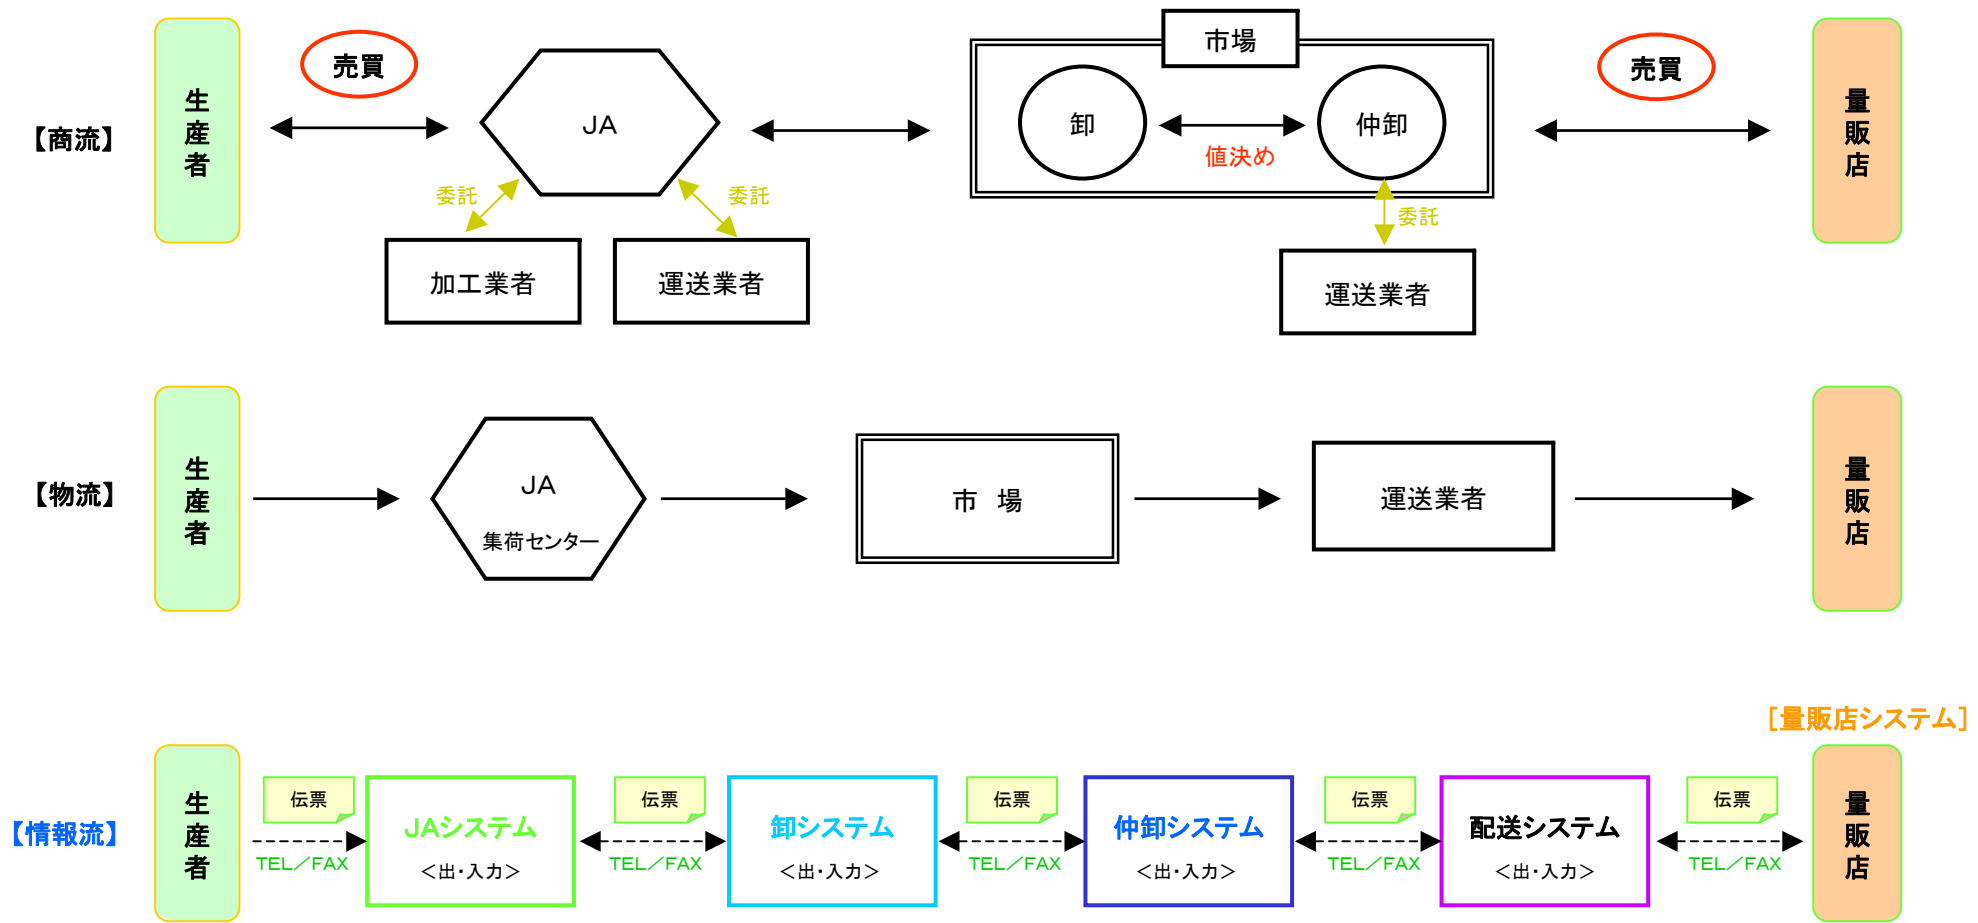 【商流】
生産者
売買
JA
委託
委託
加工業者
運送業者
市場
卸
値決め
仲卸
委託
運送業者
売買
量販店
【物流】
生産者
JA
集荷センター
市 場
運送業者
量販店
［量販店システム］
【情報流】
生産者
伝票
TEL／FAX
JAシステム
＜出・入力＞
伝票
TEL／FAX
卸システム
＜出・入力＞
伝票
TEL／FAX
仲卸システム
＜出・入力＞
伝票
TEL／FAX
配送システム
＜出・入力＞
伝票
TEL／FAX
量販店